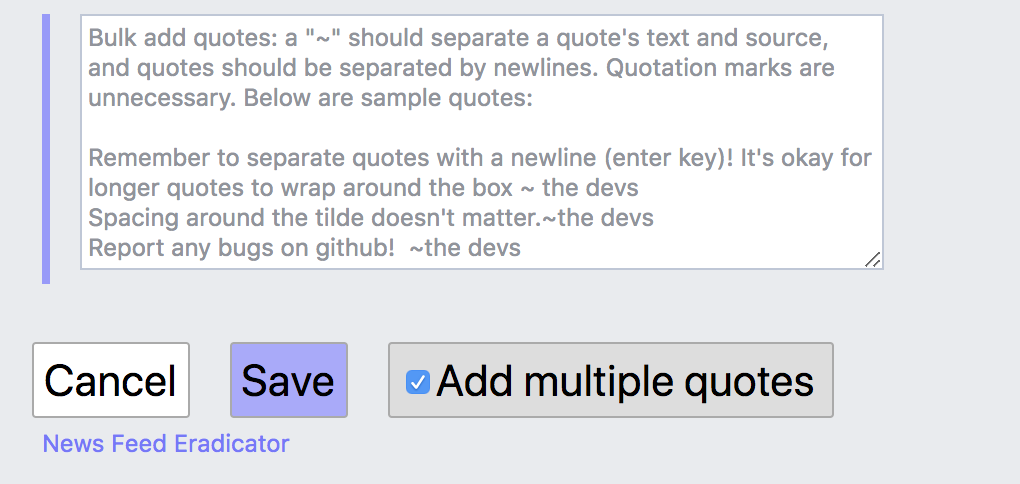 Bulk add quotes: a "~" should separate a quote's text and source,
and quotes should be separated by newlines. Quotation marks are
unnecessary. Below are sample quotes:
Remember to separate quotes with a newline (enter key)! It's okay for
longer quotes to wrap around the box ~ the devs
Spacing around the tilde doesn't matter.~the devs
Report any bugs on github!  ~the devs
Cancel Save Add multiple quotes
News Feed Eradicator